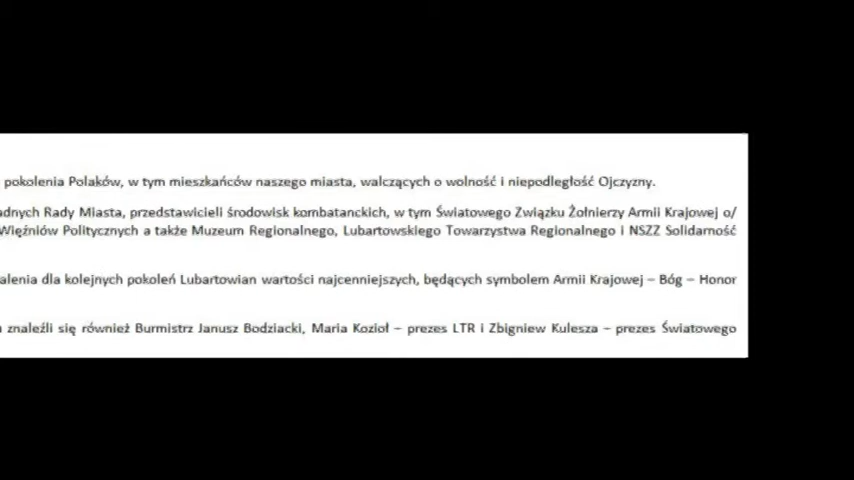 pokolenia Polaków, w tym mieszkańców naszego miasta, walczących o wolność i niepodległość Ojczyzny.
adnych Rady Miasta, przedstawicieli środowisk kombatanckich, w tym Światowego Związku Żołnierzy Armii Krajowej o/
Więźniów Politycznych a także Muzeum Regionalnego, Lubartowskiego Towarzystwa Regionalnego i NSZZ Solidarność
alenia dla kolejnych pokoleń Lubartowian wartości najcenniejszych, będących symbolem Armii Krajowej – Bóg – Honor
znaleźli się również Burmistrz Janusz Bodziacki, Maria Kozioł – prezes LTR i Zbigniew Kulesza – prezes Światowego